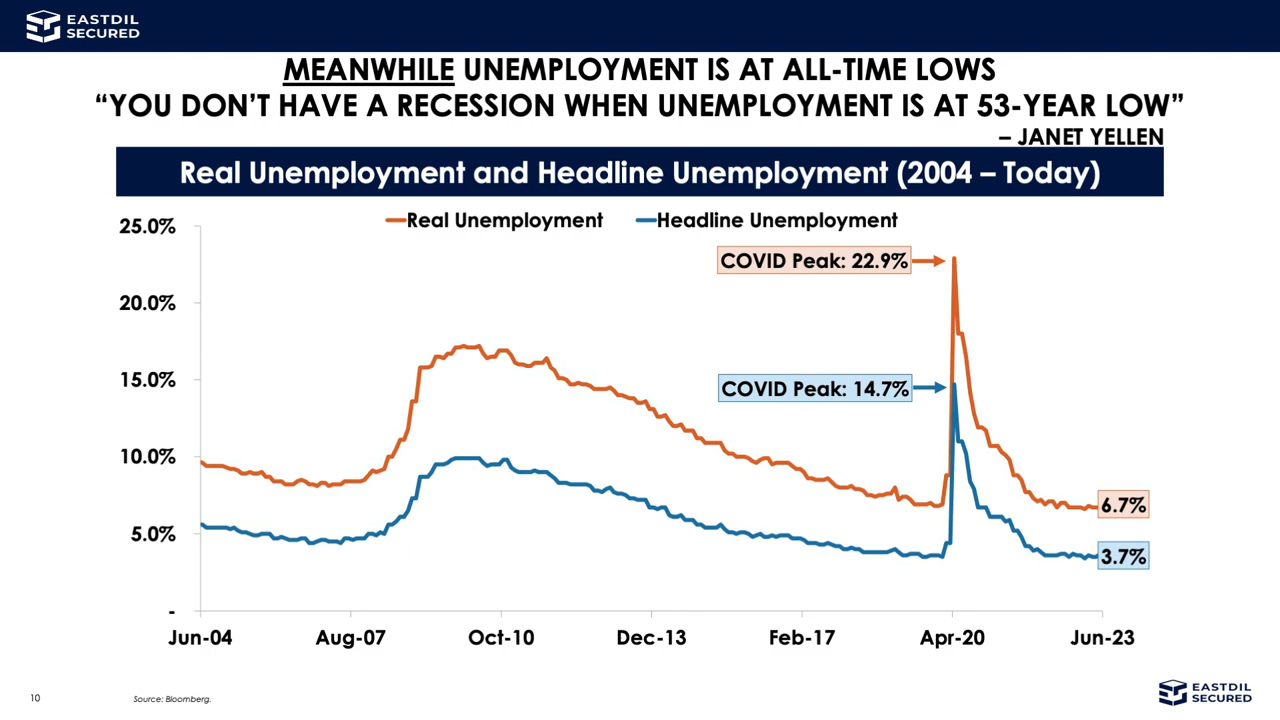 EASTDIL
SECURED
MEANWHILE UNEMPLOYMENT IS AT ALL-TIME LOWS
“YOU DON’T HAVE A RECESSION WHEN UNEMPLOYMENT IS AT 53-YEAR LOW”
– JANET YELLEN
Real Unemployment and Headline Unemployment (2004 – Today)
Real Unemployment Headline Unemployment
25.0%
20.0%
15.0%
10.0%
5.0%
-
COVID Peak: 22.9%
COVID Peak: 14.7%
6.7%
3.7%
Jun-04 Aug-07 Oct-10 Dec-13 Feb-17 Apr-20 Jun-23
10
Source: Bloomberg.
EASTDIL
SECURED